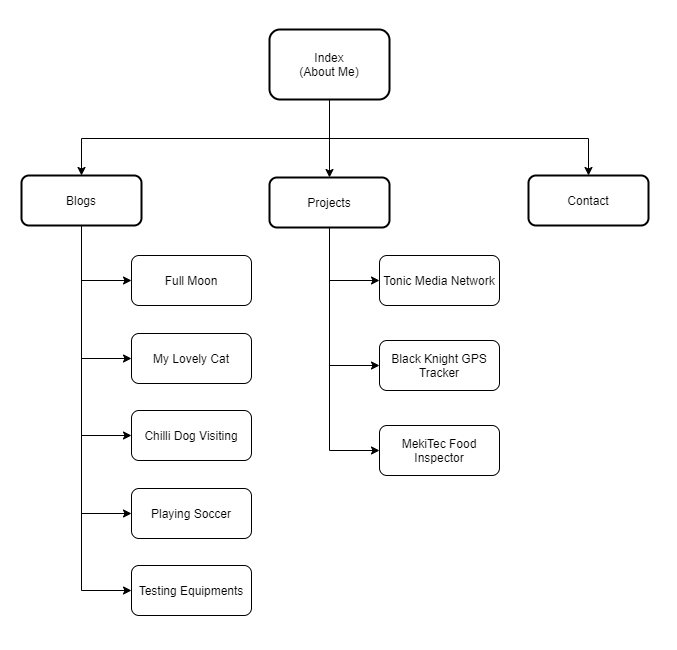 Index
(About Me)
Blogs
Projects
Contact
Full Moon
Tonic Media Network
My Lovely Cat
Black Knight GPS
Tracker
Chilli Dog Visiting
MekiTec Food
Inspector
Playing Soccer
Testing Equipments